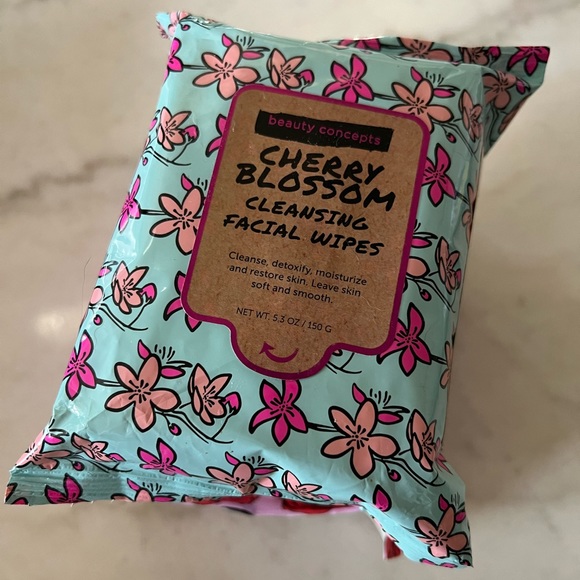 beauty concepts
CHERRY
BLOSSOM
CLEANSING
FACIAL WIPES
Cleanse, detoxify, moisturize
and restore skin. Leave skin
soft and smooth.
NET WT. 5.3 OZ / 150 G